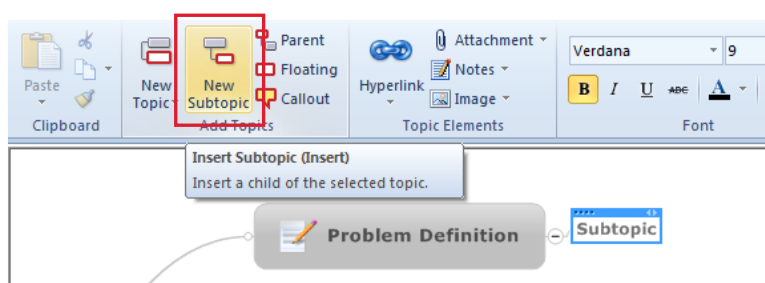 Paste
Clipboard
New
Topic
New
Subtopic
Parent
Floating
Callout
Add Topics
Hyperlink
Attachment
Notes
Image
Topic Elements
Verdana
9
B I U ABC A
Font
Insert Subtopic (Insert)
Insert a child of the selected topic.
Problem Definition
Subtopic